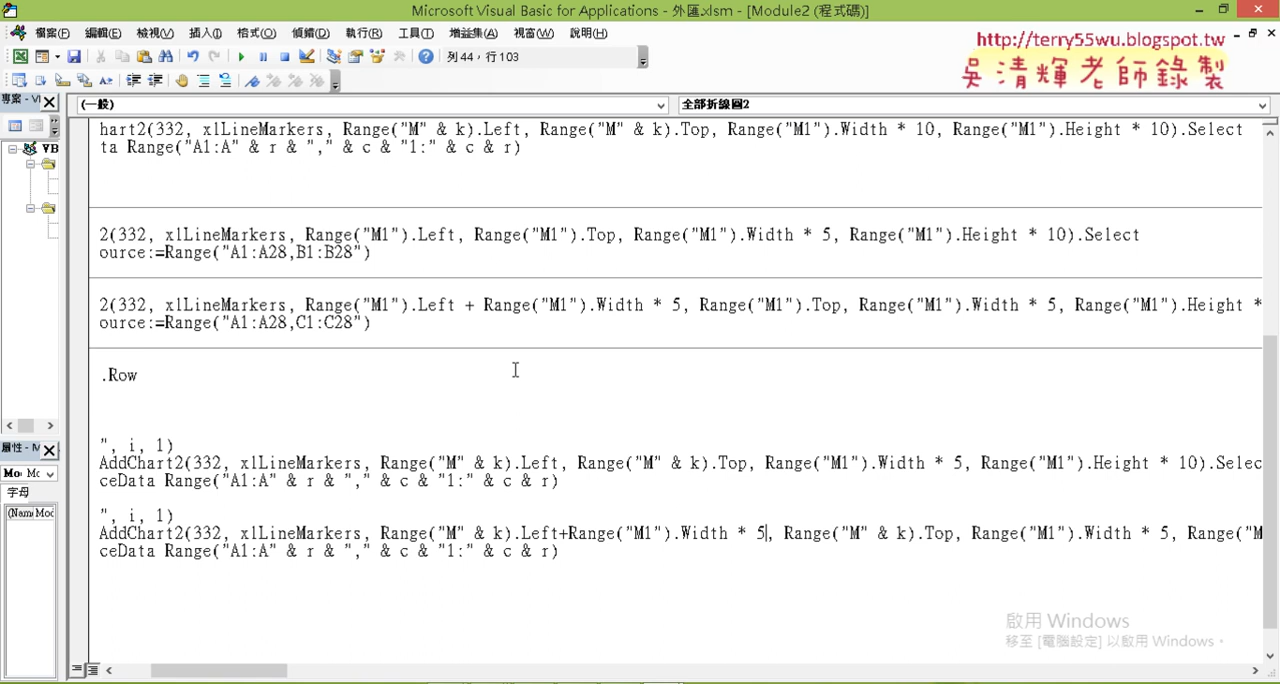 Microsoft Visual Basic for Applications - 外匯.xlsm - [Module2 (程式碼)]
檔案(F) 編輯(E) 檢視(V) 插入(I) 格式(O) 偵錯(D) 執行(R) 工具(T) 增益集(A) 視窗(W) 說明(H)
http://terry55wu.blogspot.tw
吳清輝老師錄製
列 44，行 103
專案 - VI
(一般)
全部折線圖2
hart2(332, xlLineMarkers, Range("M" & k).Left, Range("M" & k).Top, Range("M1").Width * 10, Range("M1").Height * 10).Select
ta Range("A1:A" & r & "," & c & "1:" & c & r)
2(332, xlLineMarkers, Range("M1").Left, Range("M1").Top, Range("M1").Width * 5, Range("M1").Height * 10).Select
ource:=Range("A1:A28,B1:B28")
2(332, xlLineMarkers, Range("M1").Left + Range("M1").Width * 5, Range("M1").Top, Range("M1").Width * 5, Range("M1").Height *
ource:=Range("A1:A28,C1:C28")
.Row
", i, 1)
AddChart2(332, xlLineMarkers, Range("M" & k).Left, Range("M" & k).Top, Range("M1").Width * 5, Range("M1").Height * 10).Selec
ceData Range("A1:A" & r & "," & c & "1:" & c & r)
", i, 1)
AddChart2(332, xlLineMarkers, Range("M" & k).Left+Range("M1").Width * 5, Range("M" & k).Top, Range("M1").Width * 5, Range("M
ceData Range("A1:A" & r & "," & c & "1:" & c & r)
屬性 - M
字母
(Nam Mod
啟用 Windows
移至 [電腦設定] 以啟用 Windows。